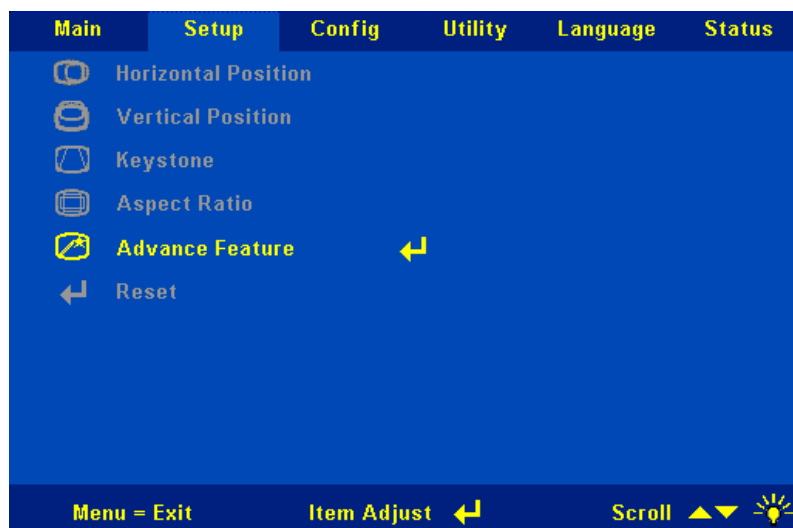 Main Setup Config Utility Language Status
Horizontal Position
Vertical Position
Keystone
Aspect Ratio
Advance Feature
Reset
Menu = Exit Item Adjust Scroll